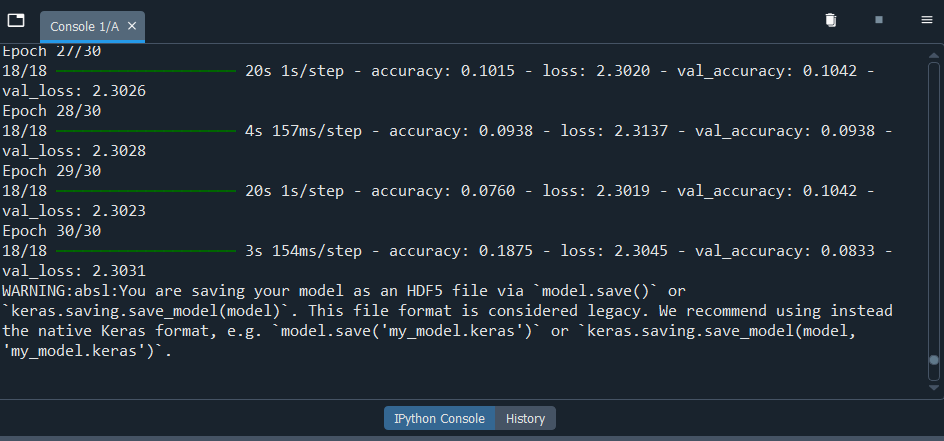 Console 1/A
Epoch 27/30
18/18 ━━━━━━━━━━━━━━━━━━━━ 20s 1s/step - accuracy: 0.1015 - loss: 2.3020 - val_accuracy: 0.1042 -
val_loss: 2.3026
Epoch 28/30
18/18 ━━━━━━━━━━━━━━━━━━━━ 4s 157ms/step - accuracy: 0.0938 - loss: 2.3137 - val_accuracy: 0.0938 -
val_loss: 2.3028
Epoch 29/30
18/18 ━━━━━━━━━━━━━━━━━━━━ 20s 1s/step - accuracy: 0.0760 - loss: 2.3019 - val_accuracy: 0.1042 -
val_loss: 2.3023
Epoch 30/30
18/18 ━━━━━━━━━━━━━━━━━━━━ 3s 154ms/step - accuracy: 0.1875 - loss: 2.3045 - val_accuracy: 0.0833 -
val_loss: 2.3031
WARNING:absl:You are saving your model as an HDF5 file via `model.save()` or
`keras.saving.save_model(model)`. This file format is considered legacy. We recommend using instead
the native Keras format, e.g. `model.save('my_model.keras')` or `keras.saving.save_model(model,
'my_model.keras')`.
IPython Console History